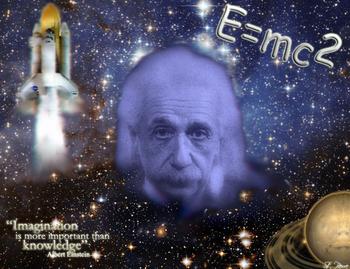 E=mc2
“Imagination
is more important than
knowledge”
Albert Einstein